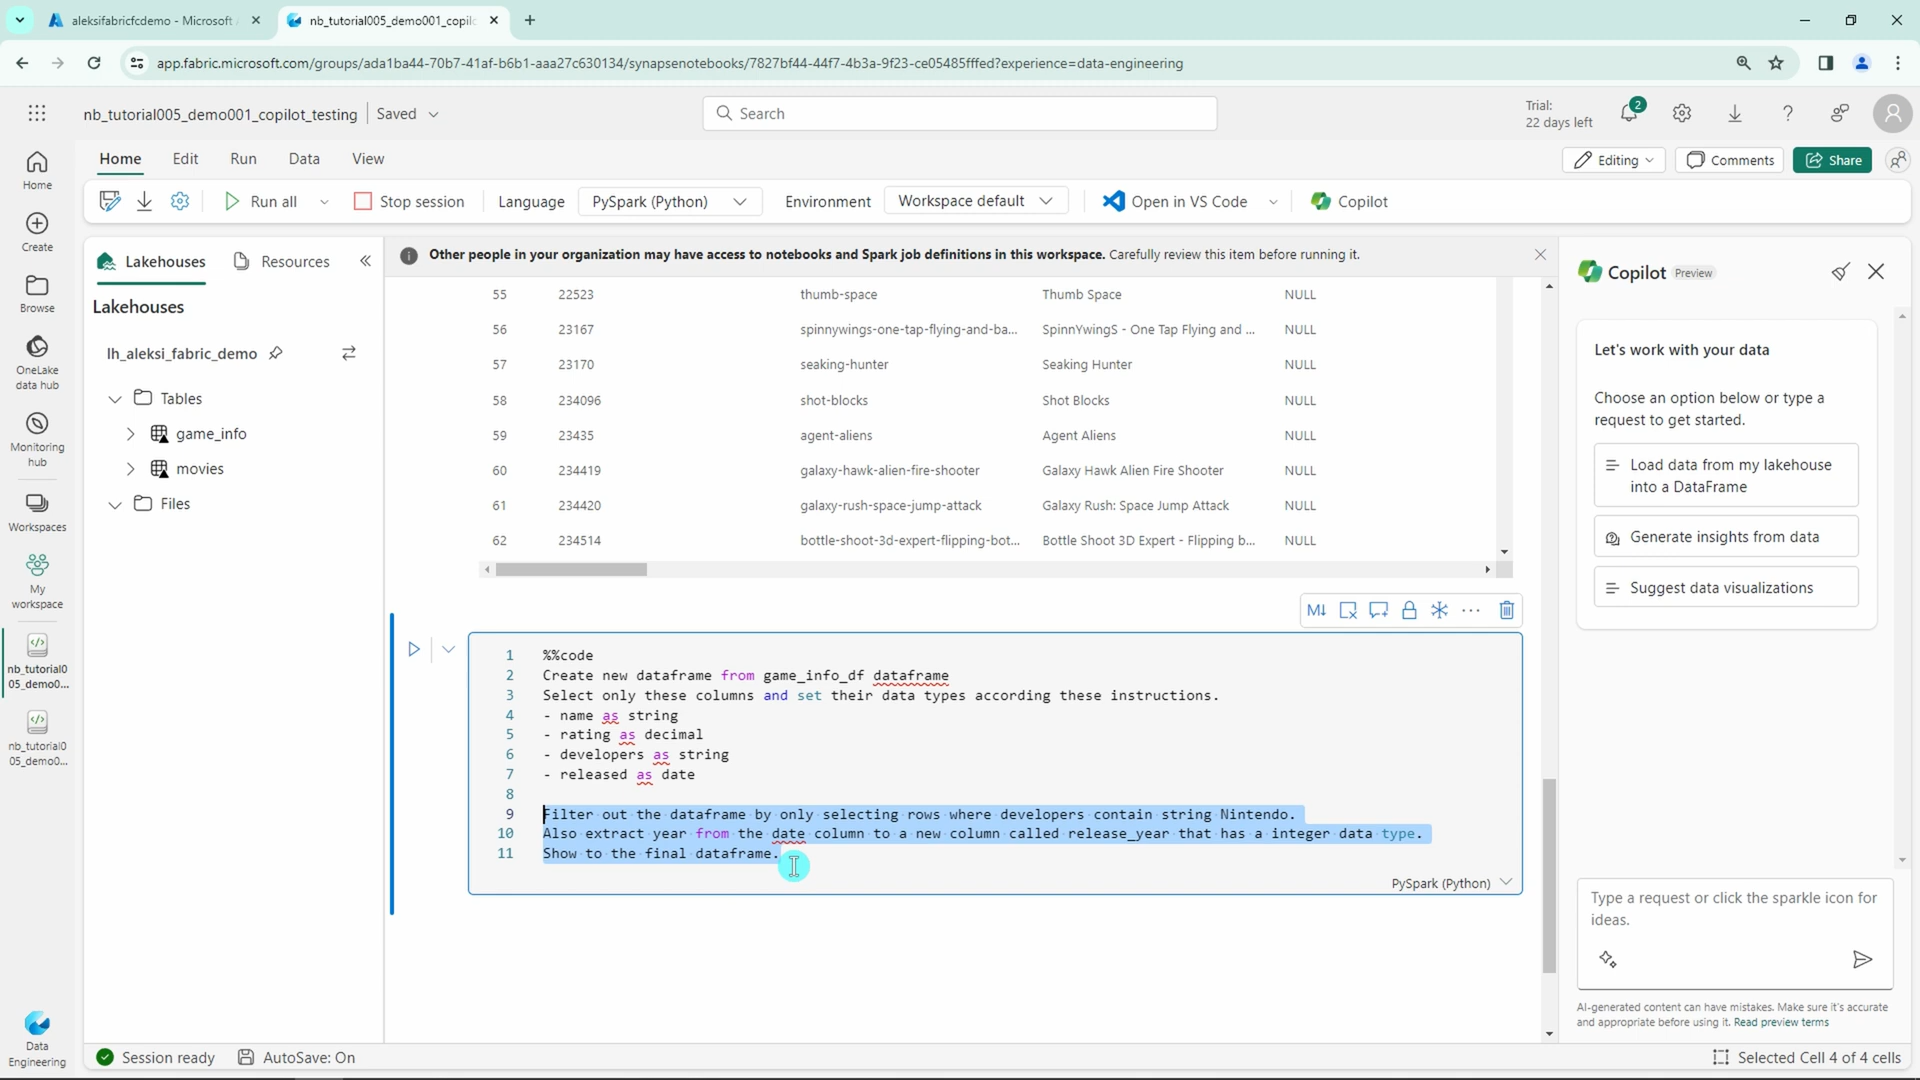 aleksifabricfcdemo - Microsoft
nb_tutorial005_demo001_copil
app.fabric.microsoft.com/groups/ada1ba44-70b7-41af-b6b1-aaa27c630134/synapsenotebooks/7827bf44-44f7-4b3a-9f23-ce05485fffed?experience=data-engineering
nb_tutorial005_demo001_copilot_testing
Saved
Search
Trial:
22 days left
2
Home
Edit
Run
Data
View
Editing
Comments
Share
Run all
Stop session
Language
PySpark (Python)
Environment
Workspace default
Open in VS Code
Copilot
Home
Create
Browse
OneLake
data hub
Monitoring
hub
Workspaces
My
workspace
nb_tutorial0
05_demo0...
nb_tutorial0
05_demo0...
Data
Engineering
Lakehouses
Resources
Lakehouses
lh_aleksi_fabric_demo
Tables
game_info
movies
Files
Other people in your organization may have access to notebooks and Spark job definitions in this workspace. Carefully review this item before running it.
55 22523 thumb-space Thumb Space NULL
56 23167 spinnywings-one-tap-flying-and-ba... SpinnYwingS - One Tap Flying and ... NULL
57 23170 seaking-hunter Seaking Hunter NULL
58 234096 shot-blocks Shot Blocks NULL
59 23435 agent-aliens Agent Aliens NULL
60 234419 galaxy-hawk-alien-fire-shooter Galaxy Hawk Alien Fire Shooter NULL
61 234420 galaxy-rush-space-jump-attack Galaxy Rush: Space Jump Attack NULL
62 234514 bottle-shoot-3d-expert-flipping-bot... Bottle Shoot 3D Expert - Flipping b... NULL
M↓
1 %%code
2 Create new dataframe from game_info_df dataframe
3 Select only these columns and set their data types according these instructions.
4 - name as string
5 - rating as decimal
6 - developers as string
7 - released as date
8
9 Filter out the dataframe by only selecting rows where developers contain string Nintendo.
10 Also extract year from the date column to a new column called release_year that has a integer data type.
11 Show to the final dataframe.
PySpark (Python)
Copilot Preview
Let's work with your data
Choose an option below or type a
request to get started.
Load data from my lakehouse
into a DataFrame
Generate insights from data
Suggest data visualizations
Type a request or click the sparkle icon for
ideas.
AI-generated content can have mistakes. Make sure it's accurate
and appropriate before using it. Read preview terms
Session ready
AutoSave: On
Selected Cell 4 of 4 cells